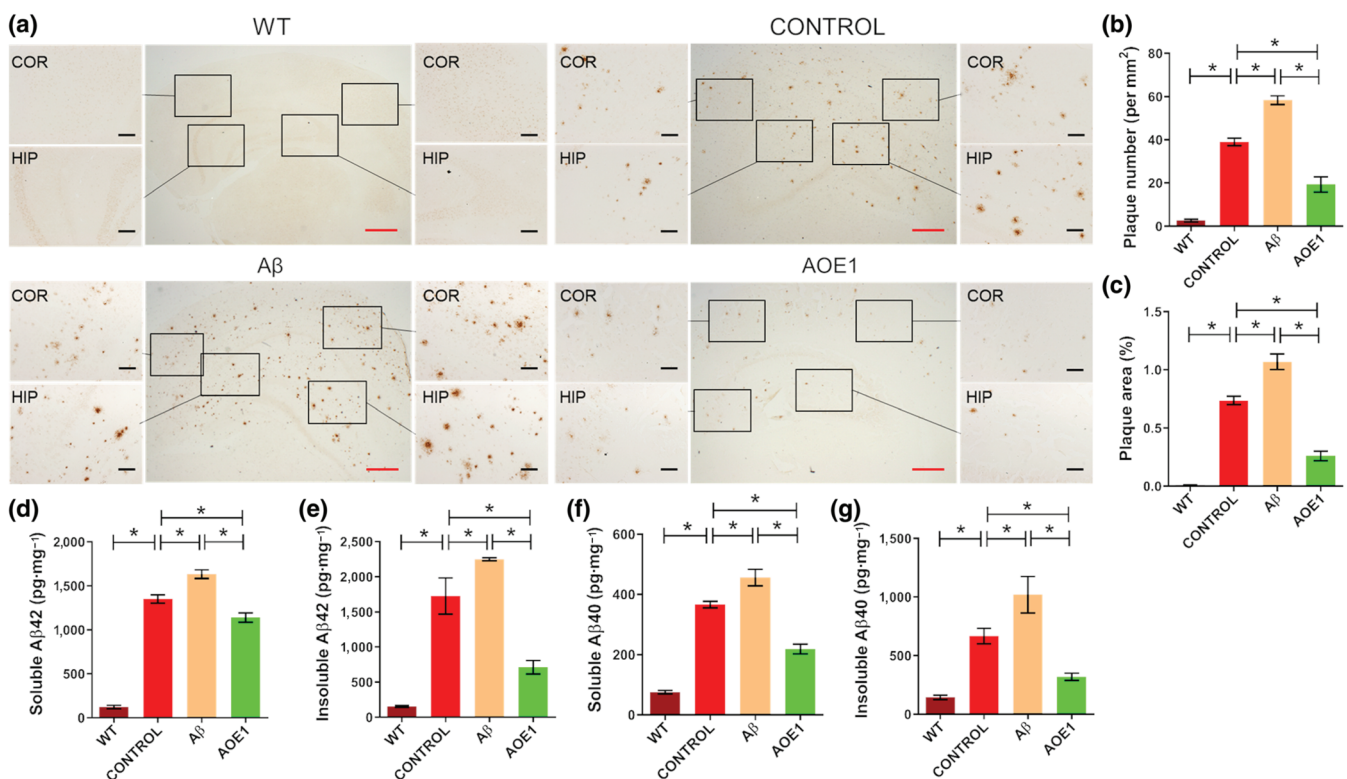 (a)
WT
COR
HIP
COR
HIP
CONTROL
COR
HIP
COR
HIP
Aβ
COR
HIP
COR
HIP
AOE1
COR
HIP
COR
HIP
(b)
Plaque number (per mm²)
80
60
40
20
0
* * * *
WT CONTROL Aβ AOE1
(c)
Plaque area (%)
1.5
1.0
0.5
0.0
* * * *
WT CONTROL Aβ AOE1
(d)
Soluble Aβ42 (pg·mg⁻¹)
2,000
1,500
1,000
500
0
* * * *
WT CONTROL Aβ AOE1
(e)
Insoluble Aβ42 (pg·mg⁻¹)
2,500
2,000
1,500
1,000
500
0
* * * *
WT CONTROL Aβ AOE1
(f)
Soluble Aβ40 (pg·mg⁻¹)
600
400
200
0
* * * *
WT CONTROL Aβ AOE1
(g)
Insoluble Aβ40 (pg·mg⁻¹)
1,500
1,000
500
0
* * * *
WT CONTROL Aβ AOE1